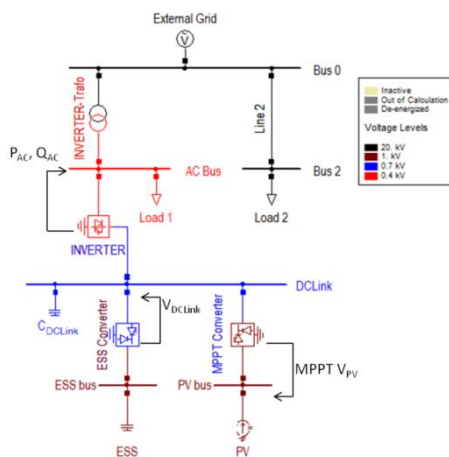 External Grid
V
Bus 0
INVERTER-Trafo
Line 2
Inactive
Out of Calculation
De-energized
Voltage Levels
20. kV
1. kV
0.7 kV
0.4 kV
PAC, QAC
AC Bus
Bus 2
Load 1
Load 2
INVERTER
DCLink
CDCLink
ESS Converter
VDCLink
MPPT Converter
MPPT VPV
ESS bus
PV bus
ESS
PV